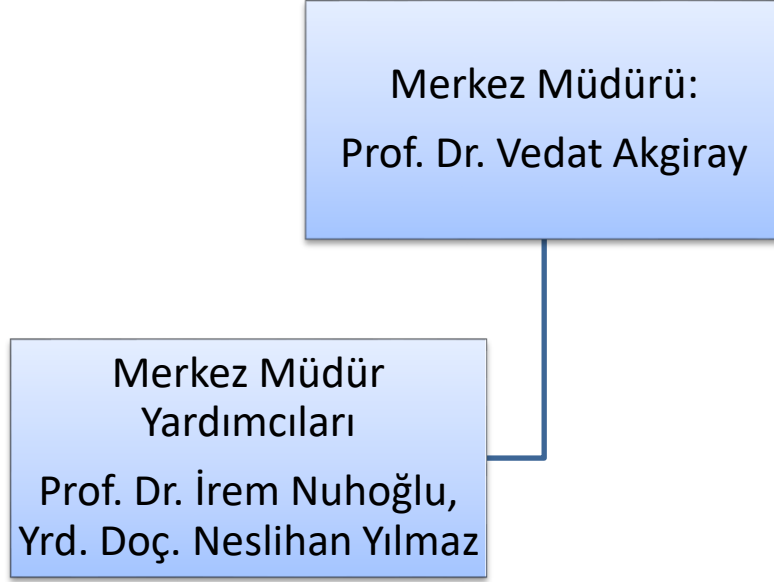 Merkez Müdürü:
Prof. Dr. Vedat Akgiray
Merkez Müdür
Yardımcıları
Prof. Dr. İrem Nuhoğlu,
Yrd. Doç. Neslihan Yılmaz